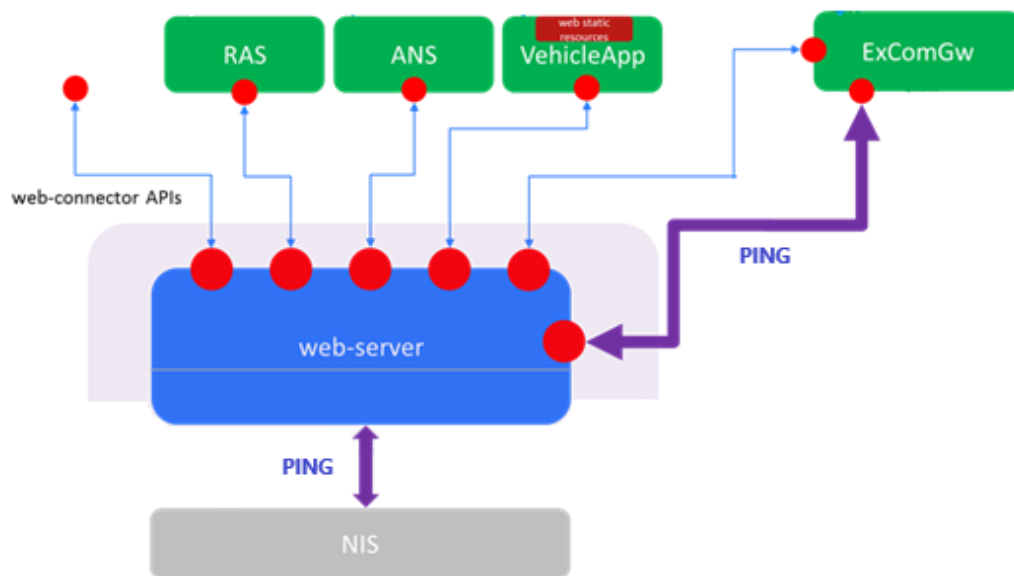 web static
resources
RAS
ANS
VehicleApp
ExComGw
web-connector APIs
PING
web-server
PING
NIS